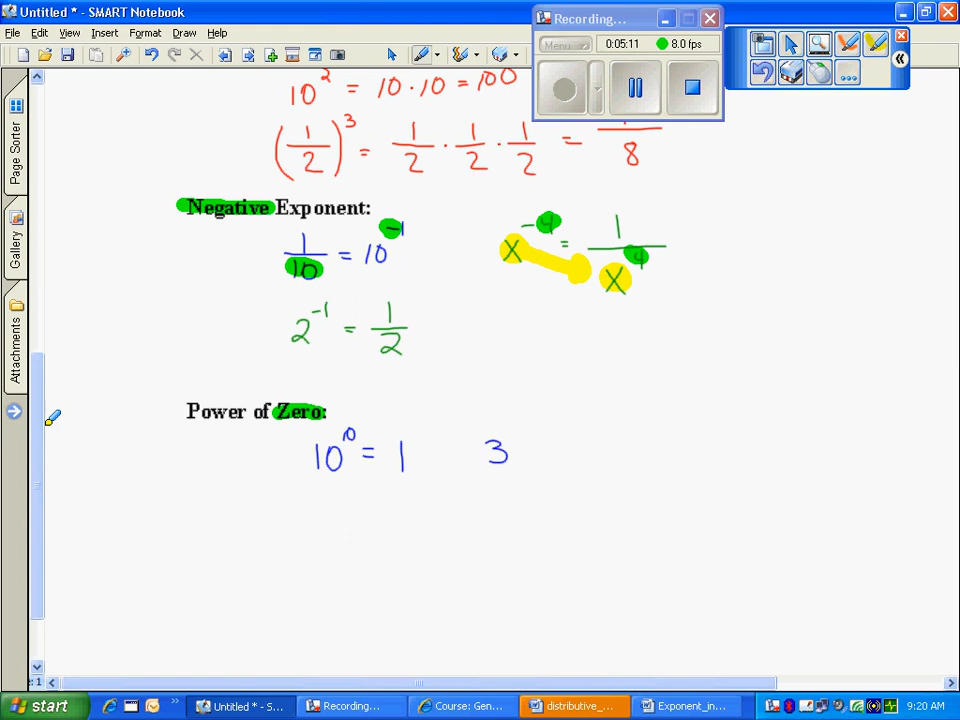 Untitled * - SMART Notebook
Recording...
File Edit View Insert Format Draw Help
Menu
0:05:11
8.0 fps
Page Sorter
Gallery
Attachments
10² = 10 · 10 = 100
(1/2)³ = 1/2 · 1/2 · 1/2 = 1/8
Negative Exponent:
1/10 = 10⁻¹
x⁻⁴ = 1/x⁴
2⁻¹ = 1/2
Power of Zero:
10¹⁰ = 1 3
: 1
start
Untitled * - S...
Recording...
Course: Gen...
distributive_...
Exponent_in...
9:20 AM